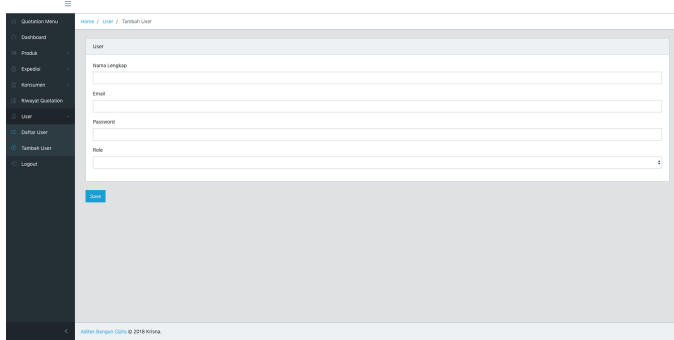 Quotation Menu
Home / User / Tambah User
Dashboard
Produk
Expedisi
Konsumen
Riwayat Quotation
User
Daftar User
Tambah User
Logout
User
Nama Lengkap
Email
Password
Role
Save
Aditer Bangun Cipta © 2018 Krisna.